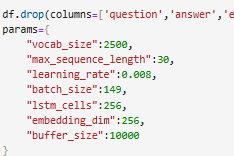 df.drop(columns=['question','answer','e
params={
"vocab_size":2500,
"max_sequence_length":30,
"learning_rate":0.008,
"batch_size":149,
"lstm_cells":256,
"embedding_dim":256,
"buffer_size":10000
}